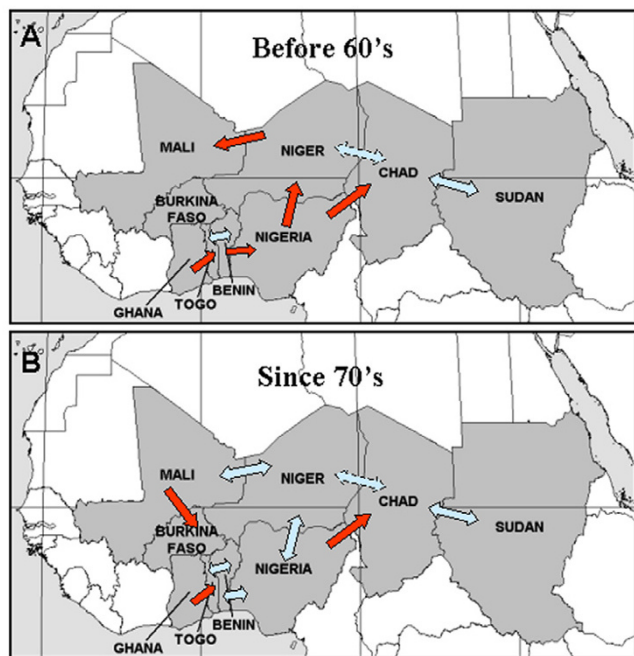 A
Before 60's
MALI
NIGER
CHAD
SUDAN
BURKINA
FASO
NIGERIA
BENIN
TOGO
GHANA
B
Since 70's
MALI
NIGER
CHAD
SUDAN
BURKINA
FASO
NIGERIA
BENIN
TOGO
GHANA